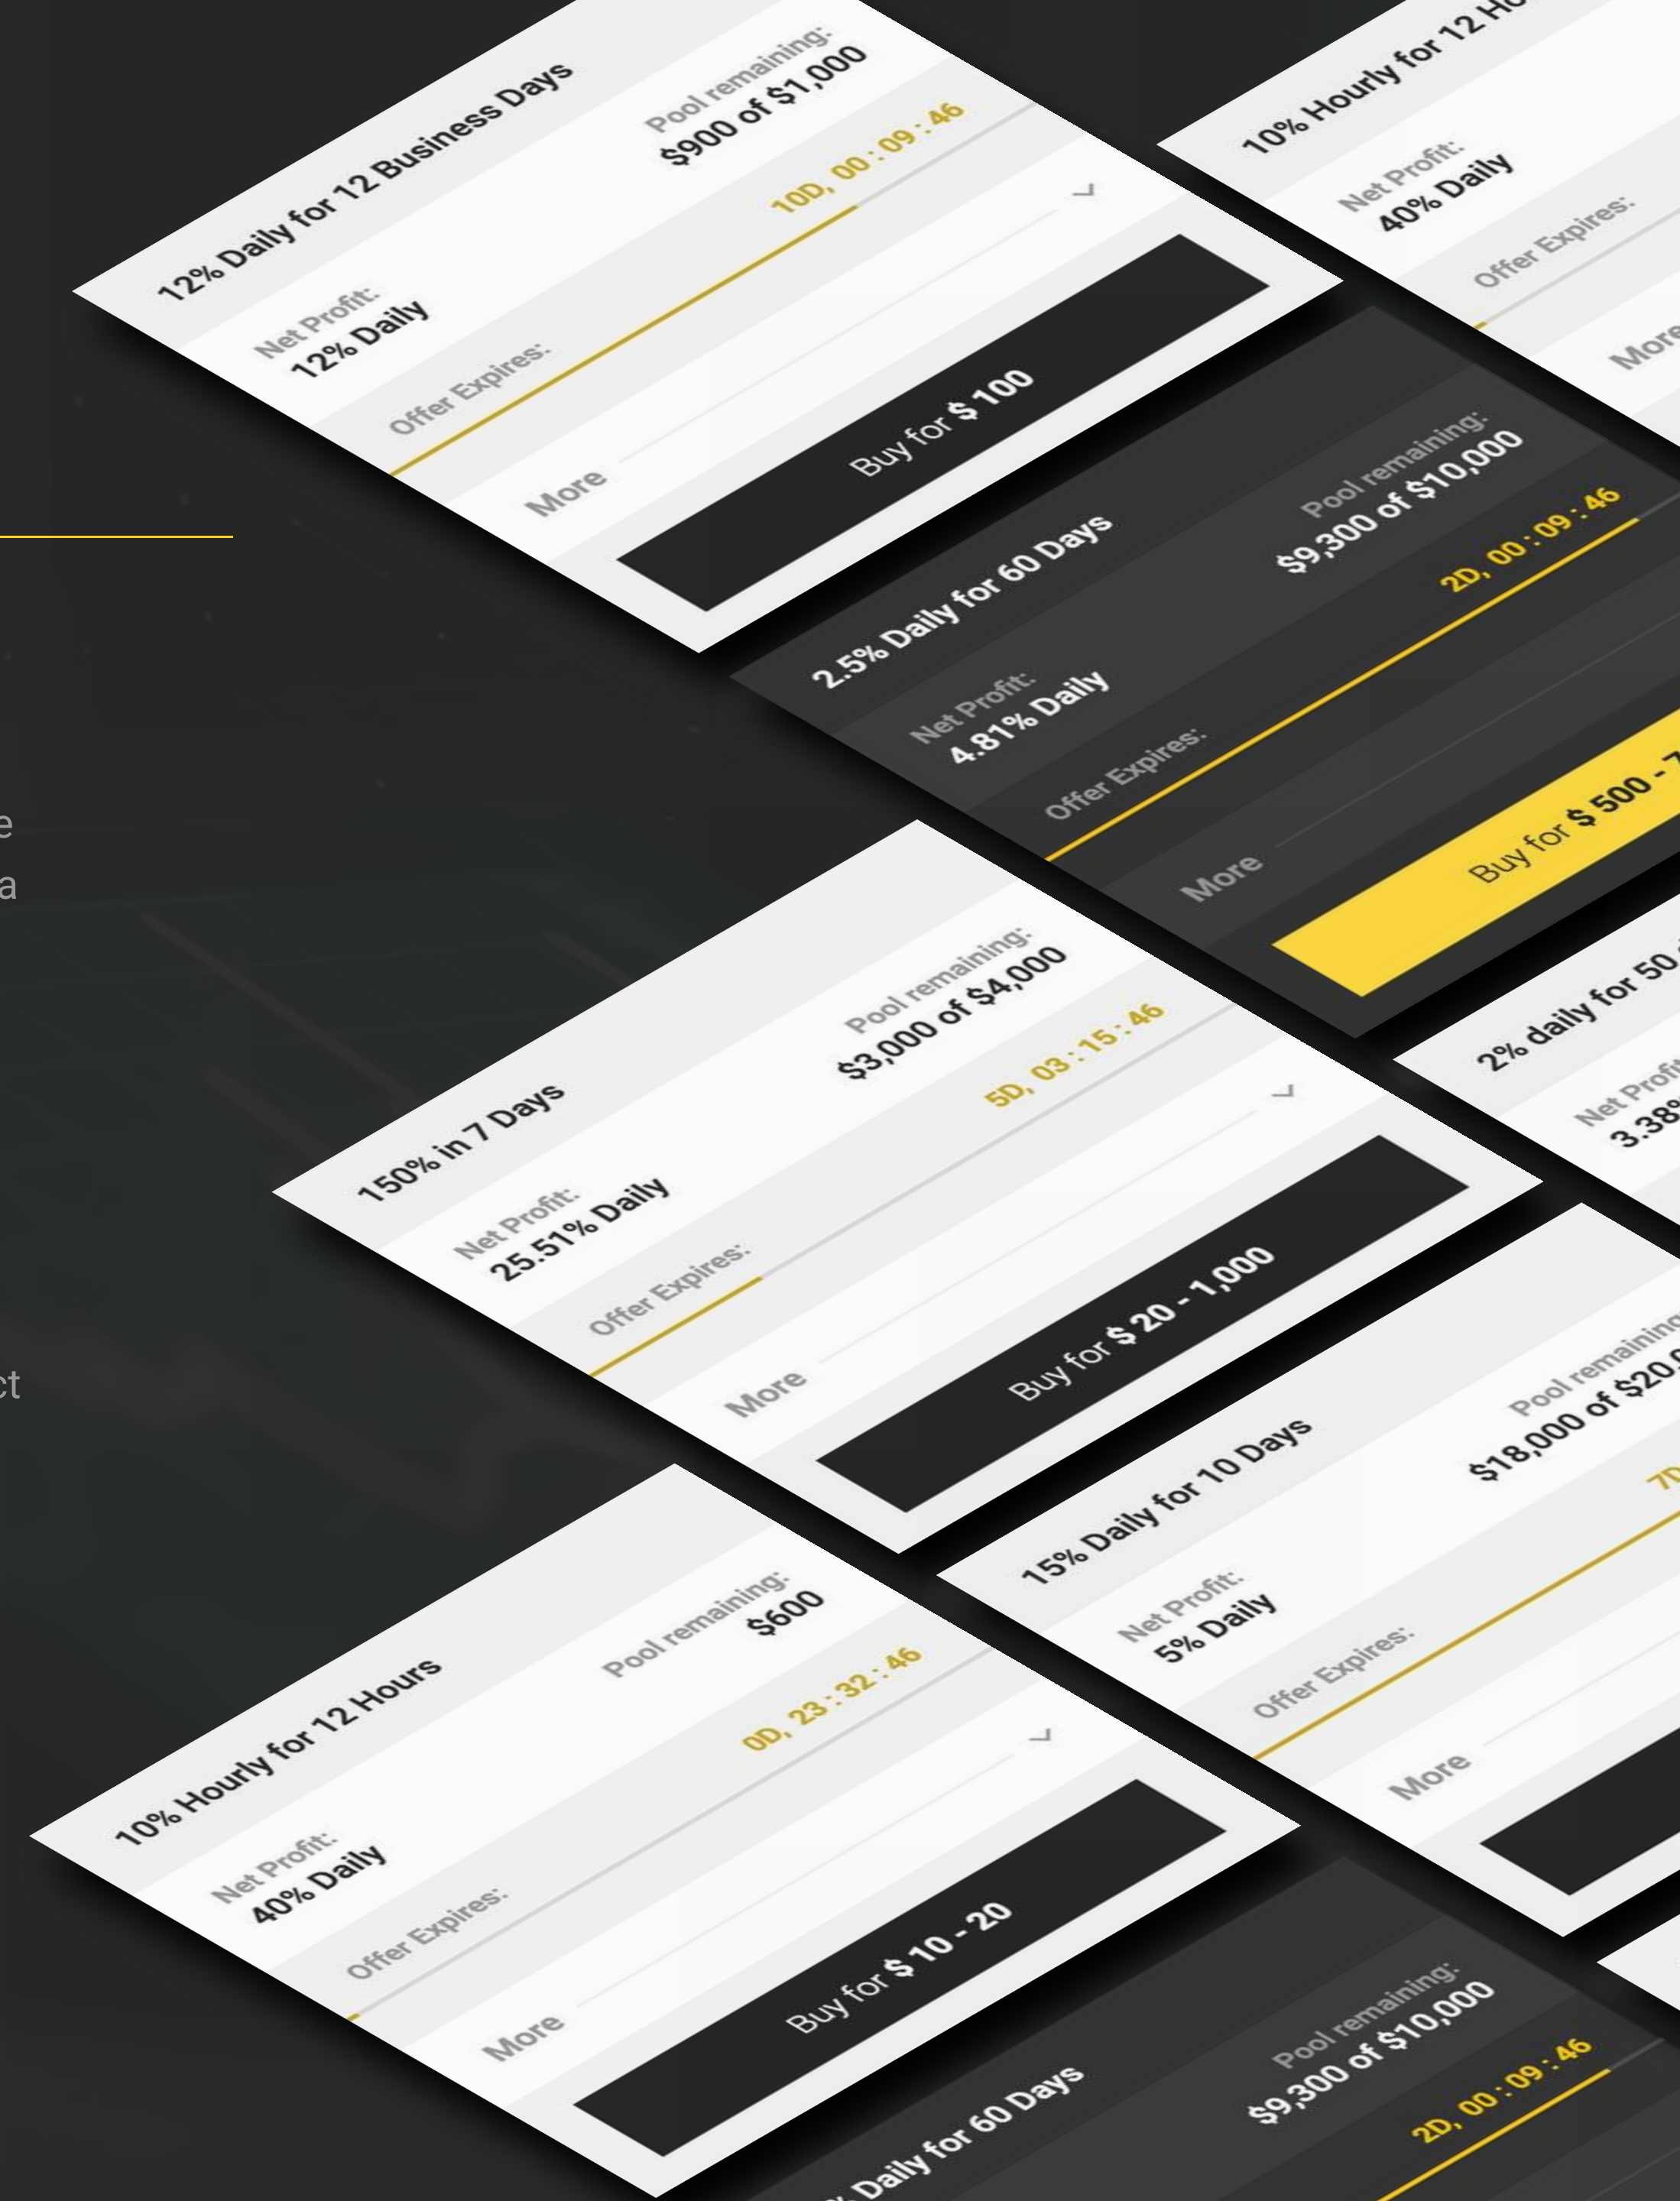 12% Daily for 12 Business Days
Net Profit:
12% Daily
Pool remaining:
$900 of $1,000
Offer Expires:
10D, 00 : 09 : 46
More
Buy for $ 100
10% Hourly for 12
Net Profit:
40% Daily
Offer Expires:
More
2.5% Daily for 60 Days
Net Profit:
4.81% Daily
Pool remaining:
$9,300 of $10,000
Offer Expires:
2D, 00 : 09 : 46
More
Buy for $ 500 -
e
a
ct
150% in 7 Days
Net Profit:
25.51% Daily
Pool remaining:
$3,000 of $4,000
Offer Expires:
5D, 03 : 15 : 46
More
Buy for $ 20 - 1,000
2% daily for 50
Net Profit
3.38%
15% Daily for 10 Days
Net Profit:
5% Daily
Pool remaining:
$18,000 of
Offer Expires:
7D
More
10% Hourly for 12 Hours
Net Profit:
40% Daily
Pool remaining:
$600
Offer Expires:
0D, 23 : 32 : 46
More
Buy for $ 10 - 20
% Daily for 60 Days
Pool remaining:
$9,300 of $10,000
2D, 00 : 09 : 46